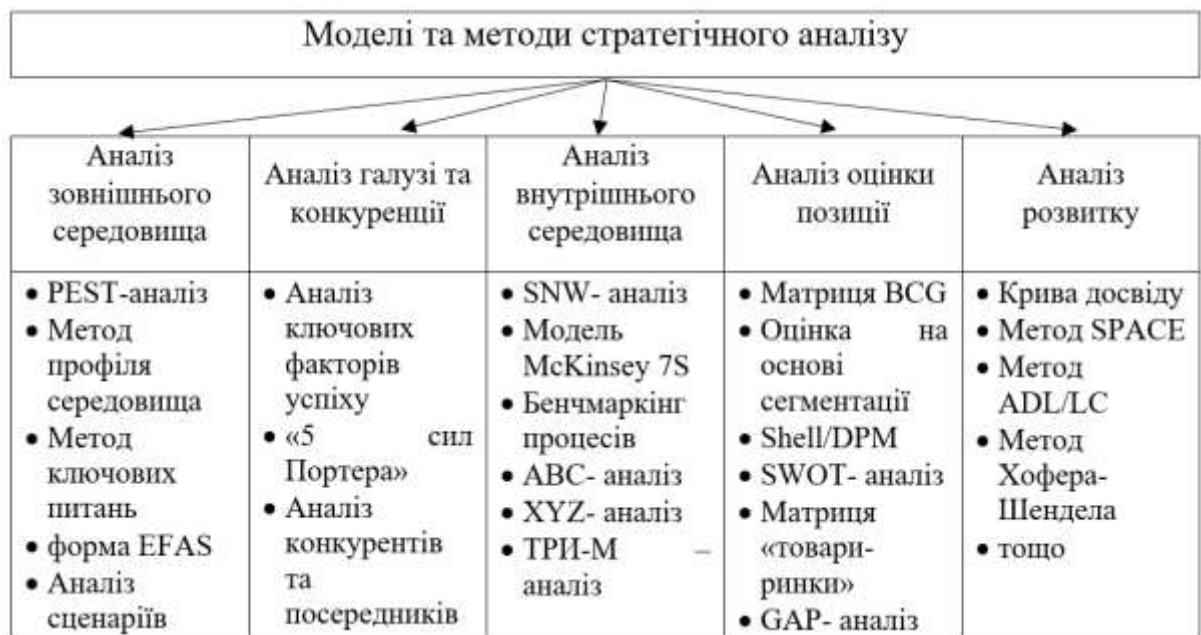 Моделі та методи стратегічного аналізу
Аналіз
зовнішнього
середовища
Аналіз галузі та
конкуренції
Аналіз
внутрішнього
середовища
Аналіз оцінки
позиції
Аналіз
розвитку
• PEST-аналіз
• Метод
профіля
середовища
• Метод
ключових
питань
• форма EFAS
• Аналіз
сценаріїв
• Аналіз
ключових
факторів
успіху
• «5 сил
Портера»
• Аналіз
конкурентів
та
посередників
• SNW- аналіз
• Модель
McKinsey 7S
• Бенчмаркінг
процесів
• ABC- аналіз
• XYZ- аналіз
• ТРИ-М –
аналіз
• Матриця BCG
• Оцінка на
основі
сегментації
• Shell/DPM
• SWOT- аналіз
• Матриця
«товари-
ринки»
• GAP- аналіз
• Крива досвіду
• Метод SPACE
• Метод
ADL/LC
• Метод
Хофера-
Шендела
• тощо